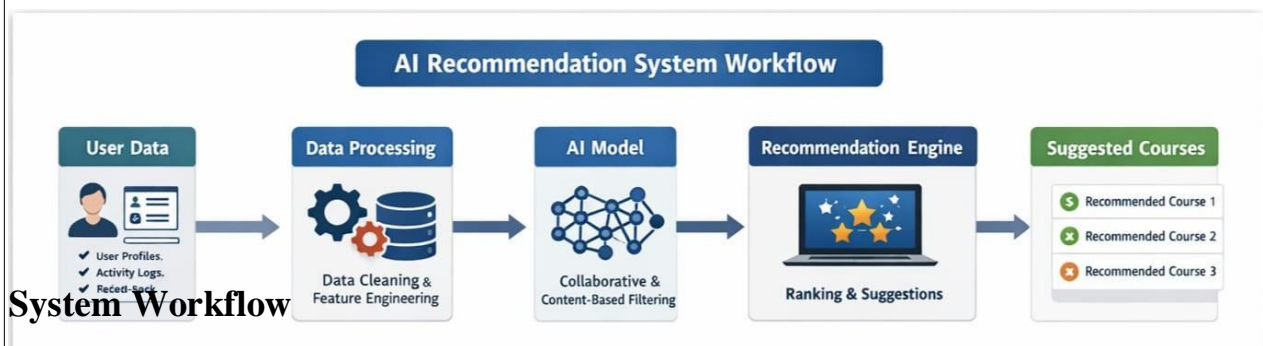 AI Recommendation System Workflow
User Data
✔ User Profiles.
✔ Activity Logs.
✔
Data Processing
Data Cleaning &
Feature Engineering
AI Model
Collaborative &
Content-Based Filtering
Recommendation Engine
Ranking & Suggestions
Suggested Courses
Recommended Course 1
Recommended Course 2
Recommended Course 3
System Workflow